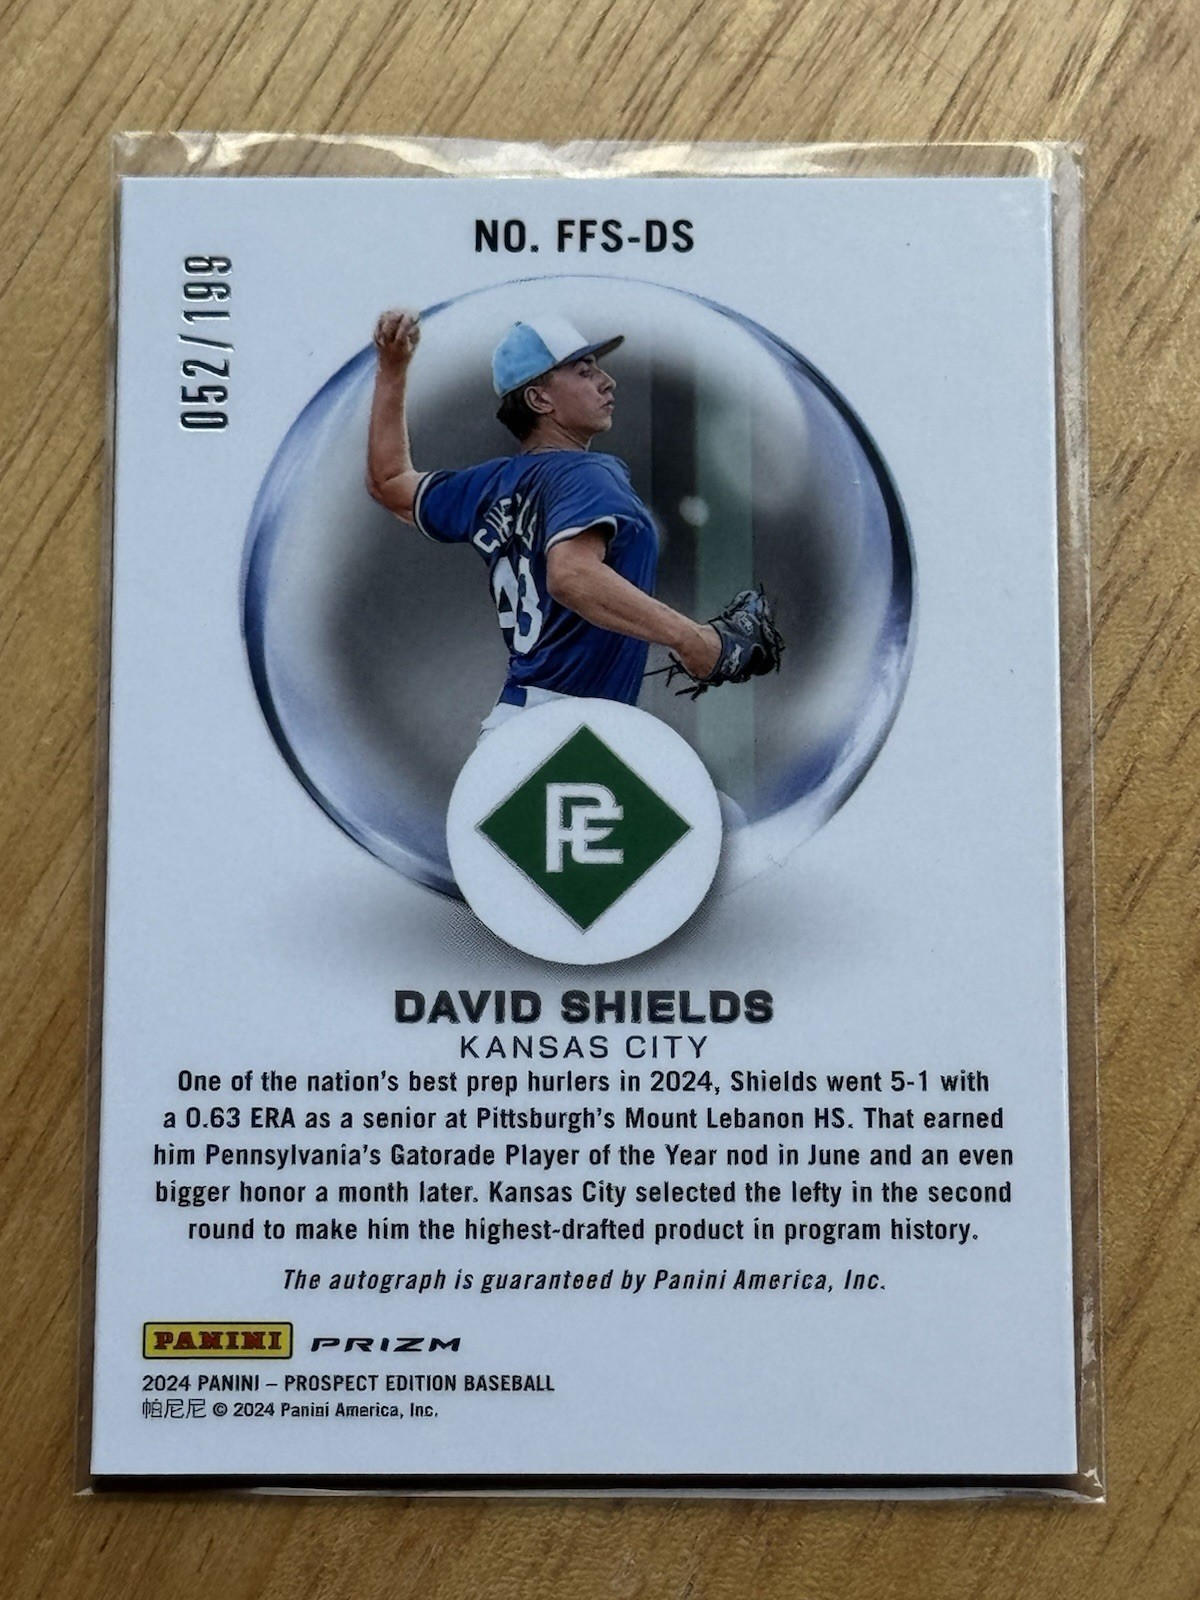 NO. FFS-DS
052/199
PE
DAVID SHIELDS
KANSAS CITY
One of the nation's best prep hurlers in 2024, Shields went 5-1 with
a 0.63 ERA as a senior at Pittsburgh's Mount Lebanon HS. That earned
him Pennsylvania's Gatorade Player of the Year nod in June and an even
bigger honor a month later. Kansas City selected the lefty in the second
round to make him the highest-drafted product in program history.
The autograph is guaranteed by Panini America, Inc.
PANINI PRIZM
2024 PANINI – PROSPECT EDITION BASEBALL
帕尼尼 © 2024 Panini America, Inc.